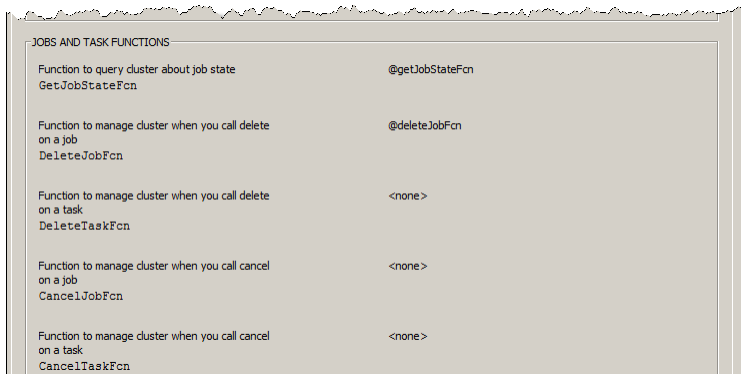 JOBS AND TASK FUNCTIONS
Function to query cluster about job state @getJobStateFcn
GetJobStateFcn
Function to manage cluster when you call delete @deleteJobFcn
on a job
DeleteJobFcn
Function to manage cluster when you call delete <none>
on a task
DeleteTaskFcn
Function to manage cluster when you call cancel <none>
on a job
CancelJobFcn
Function to manage cluster when you call cancel <none>
on a task
CancelTaskFcn